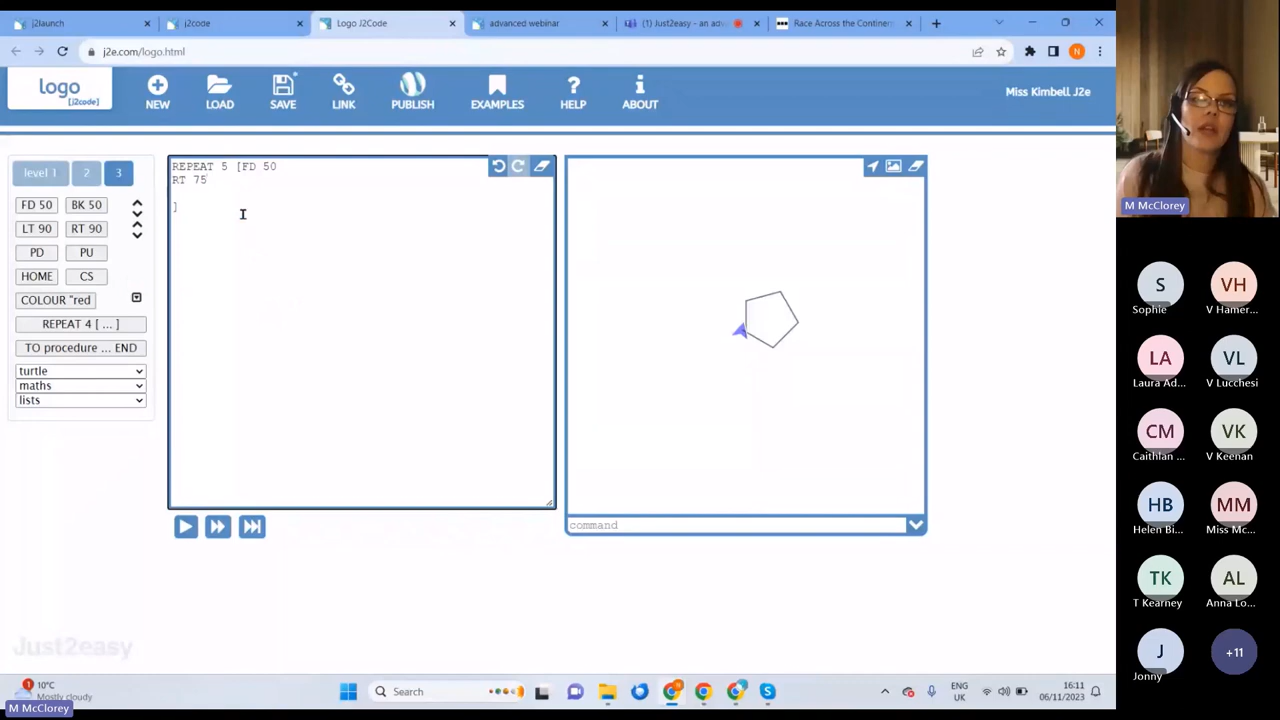 j2launch
j2code
Logo J2Code
advanced webinar
(1) Just2easy - an adv
Race Across the Continen
j2e.com/logo.html
N
logo
[j2code]
NEW
LOAD
SAVE
LINK
PUBLISH
EXAMPLES
HELP
ABOUT
Miss Kimbell J2e
level 1
2
3
FD 50
BK 50
LT 90
RT 90
PD
PU
HOME
CS
COLOUR "red
REPEAT 4 [ ... ]
TO procedure ... END
turtle
maths
lists
REPEAT 5 [FD 50
RT 75
]
command
Just2easy
1
10°C
Mostly cloudy
Search
ENG
UK
16:11
06/11/2023
M McClorey
M McClorey
S
Sophie
VH
V Hamer...
LA
Laura Ad...
VL
V Lucchesi
CM
Caithlan ...
VK
V Keenan
HB
Helen Bi...
MM
Miss Mc...
TK
T Kearney
AL
Anna Lo...
J
Jonny
+11